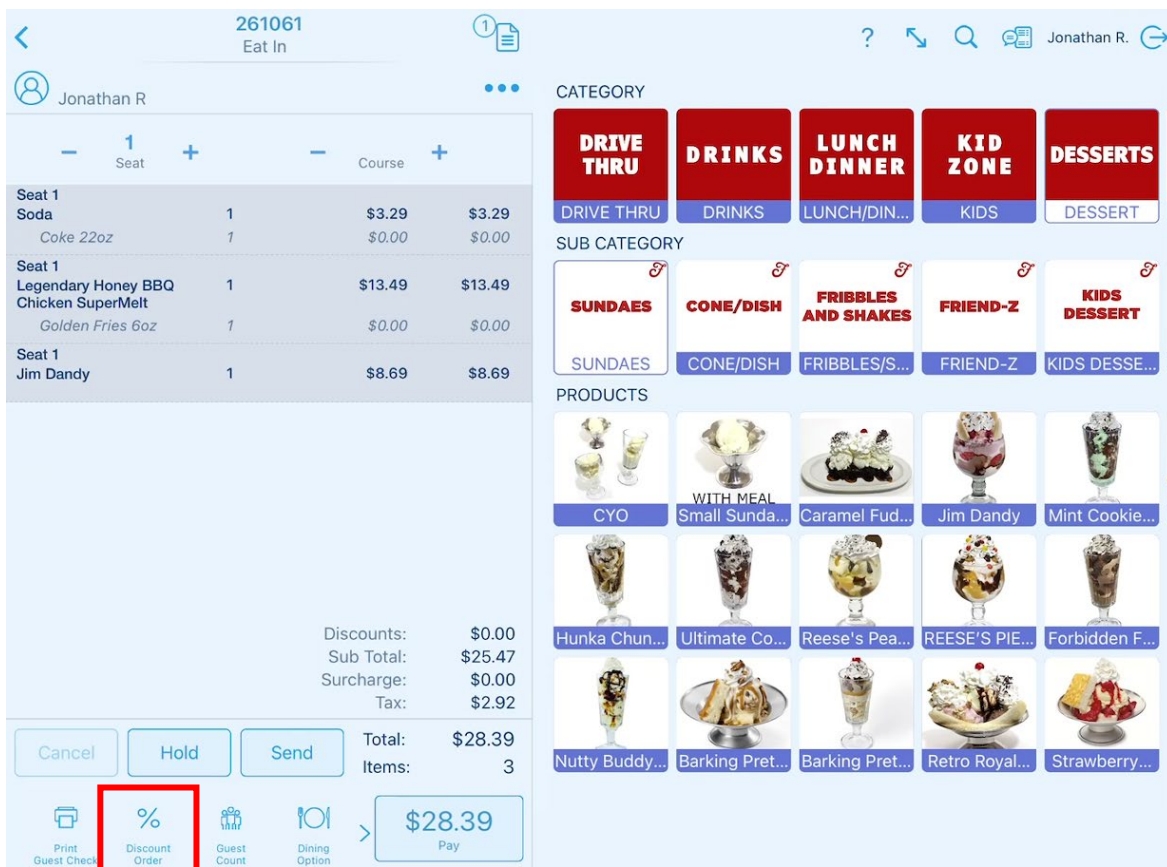 261061
Eat In
1
?
Jonathan R.
Jonathan R
•••
− 1 +
Seat
− +
Course
Seat 1
Soda 1 $3.29 $3.29
Coke 22oz 1 $0.00 $0.00
Seat 1
Legendary Honey BBQ 1 $13.49 $13.49
Chicken SuperMelt
Golden Fries 6oz 1 $0.00 $0.00
Seat 1
Jim Dandy 1 $8.69 $8.69
Discounts: $0.00
Sub Total: $25.47
Surcharge: $0.00
Tax: $2.92
Cancel Hold Send
Total: $28.39
Items: 3
Print
Guest Check
%
Discount
Order
Guest
Count
Dining
Option
>
$28.39
Pay
CATEGORY
DRIVE
THRU
DRIVE THRU
DRINKS
DRINKS
LUNCH
DINNER
LUNCH/DIN...
KID
ZONE
KIDS
DESSERTS
DESSERT
SUB CATEGORY
SUNDAES
SUNDAES
CONE/DISH
CONE/DISH
FRIBBLES
AND SHAKES
FRIBBLES/S...
FRIEND-Z
FRIEND-Z
KIDS
DESSERT
KIDS DESSE...
PRODUCTS
CYO
WITH MEAL
Small Sunda...
Caramel Fud...
Jim Dandy
Mint Cookie...
Hunka Chun...
Ultimate Co...
Reese's Pea...
REESE'S PIE...
Forbidden F...
Nutty Buddy...
Barking Pret...
Barking Pret...
Retro Royal...
Strawberry...